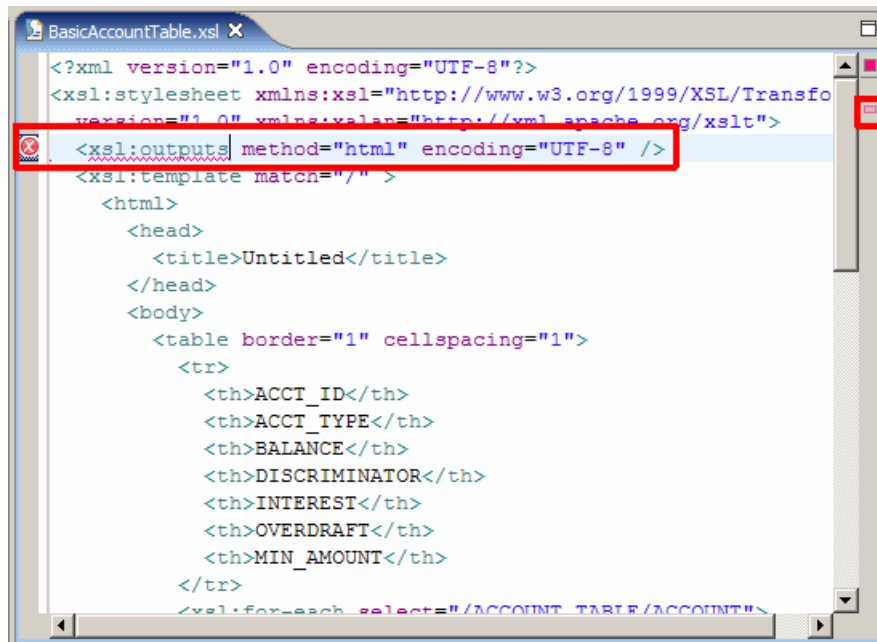 BasicAccountTable.xsl
<?xml version="1.0" encoding="UTF-8"?>
<xsl:stylesheet xmlns:xsl="http://www.w3.org/1999/XSL/Transfo
version="1.0" xmlns:xalan="http://xml.apache.org/xslt">
<xsl:outputs method="html" encoding="UTF-8" />
<xsl:template match="/" >
<html>
<head>
<title>Untitled</title>
</head>
<body>
<table border="1" cellspacing="1">
<tr>
<th>ACCT_ID</th>
<th>ACCT_TYPE</th>
<th>BALANCE</th>
<th>DISCRIMINATOR</th>
<th>INTEREST</th>
<th>OVERDRAFT</th>
<th>MIN_AMOUNT</th>
</tr>
<xsl:for-each select="/ACCOUNT_TABLE/ACCOUNT">